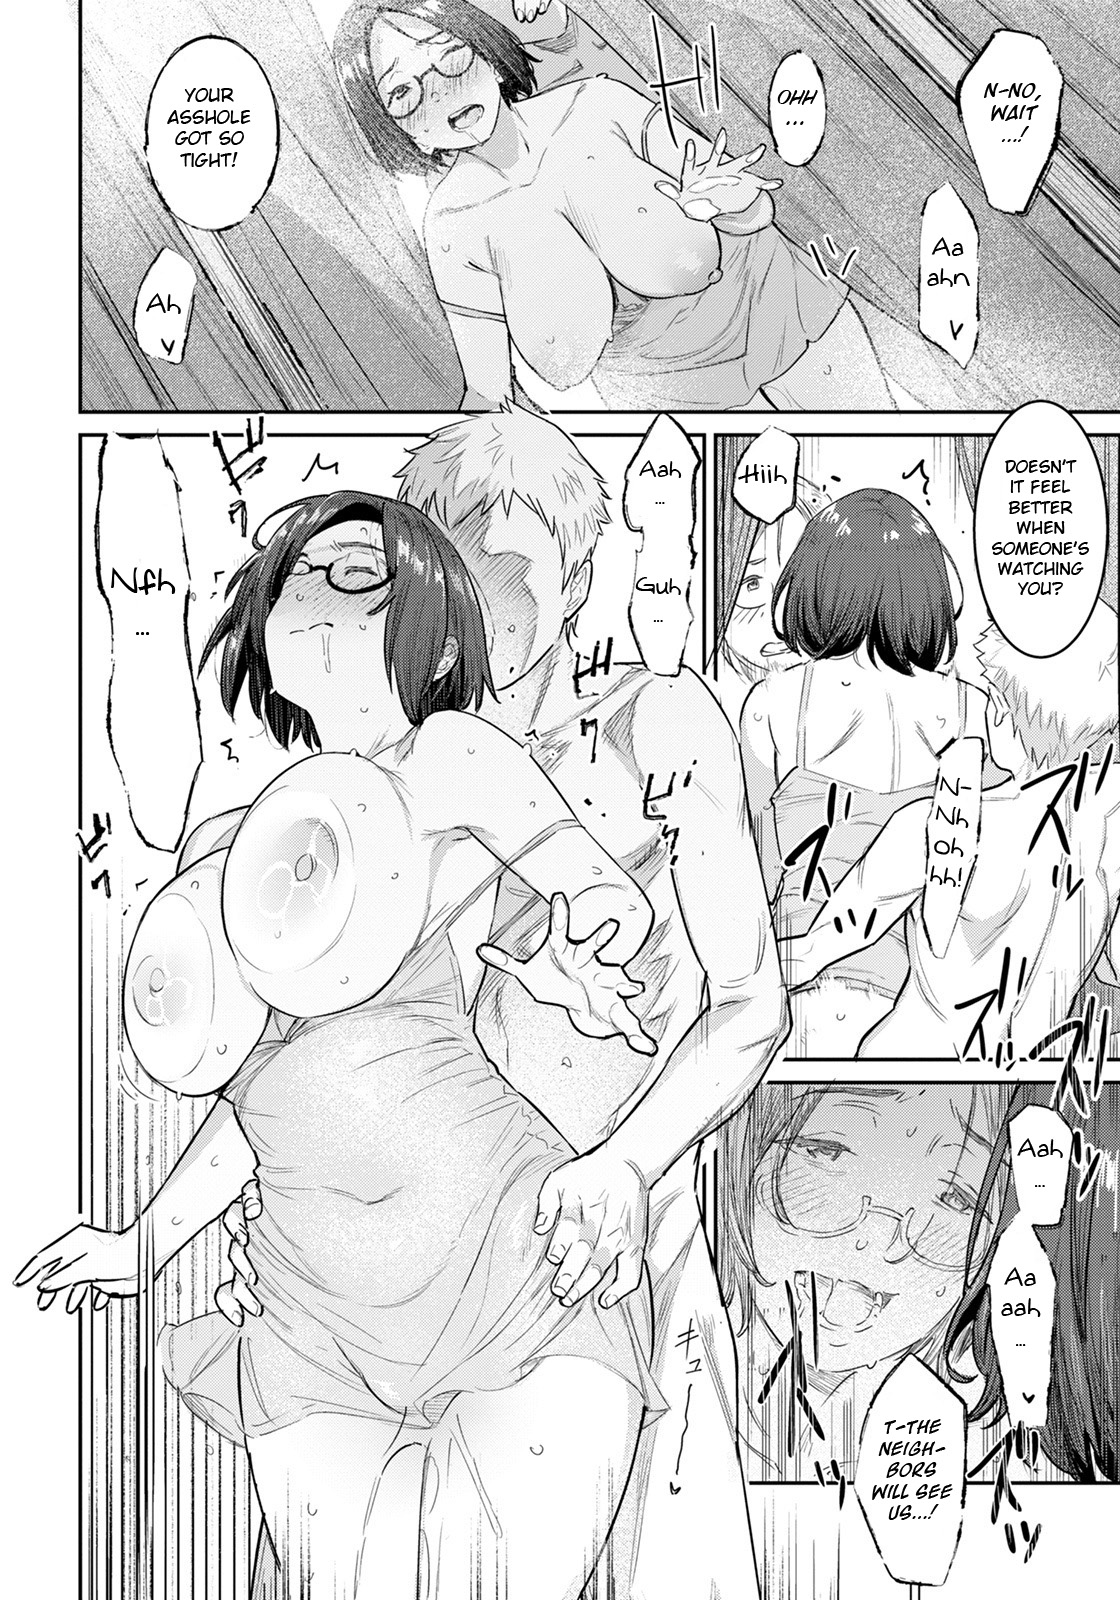 N-NO,
WAIT
...!
Aa
ahn
OHH
...
YOUR
ASSHOLE
GOT SO
TIGHT!
Ah
DOESN'T
IT FEEL
BETTER
WHEN
SOMEONE'S
WATCHING
YOU?
Hiih
N-
Nh
Oh
hh!
Aah
...
Guh
...
Nfh
...
Aah
...
Aa
aah
...
T-THE
NEIGH-
BORS
WILL SEE
US...!